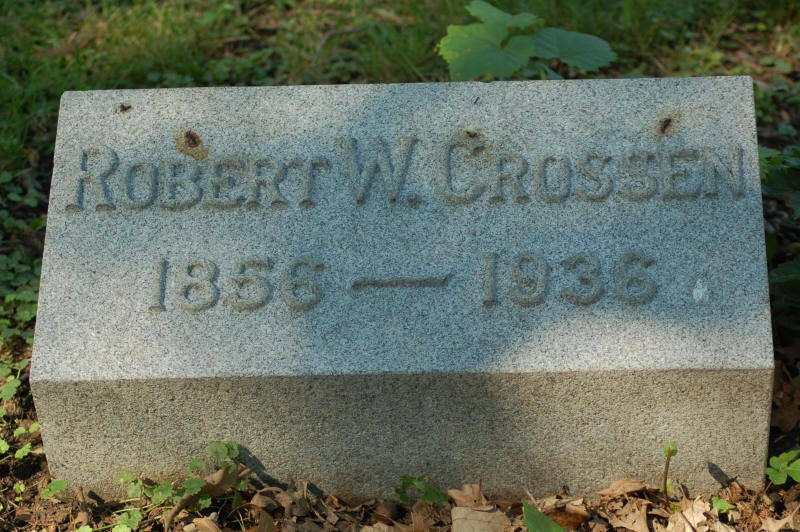 ROBERT W. CROSSEN
1856 — 1936